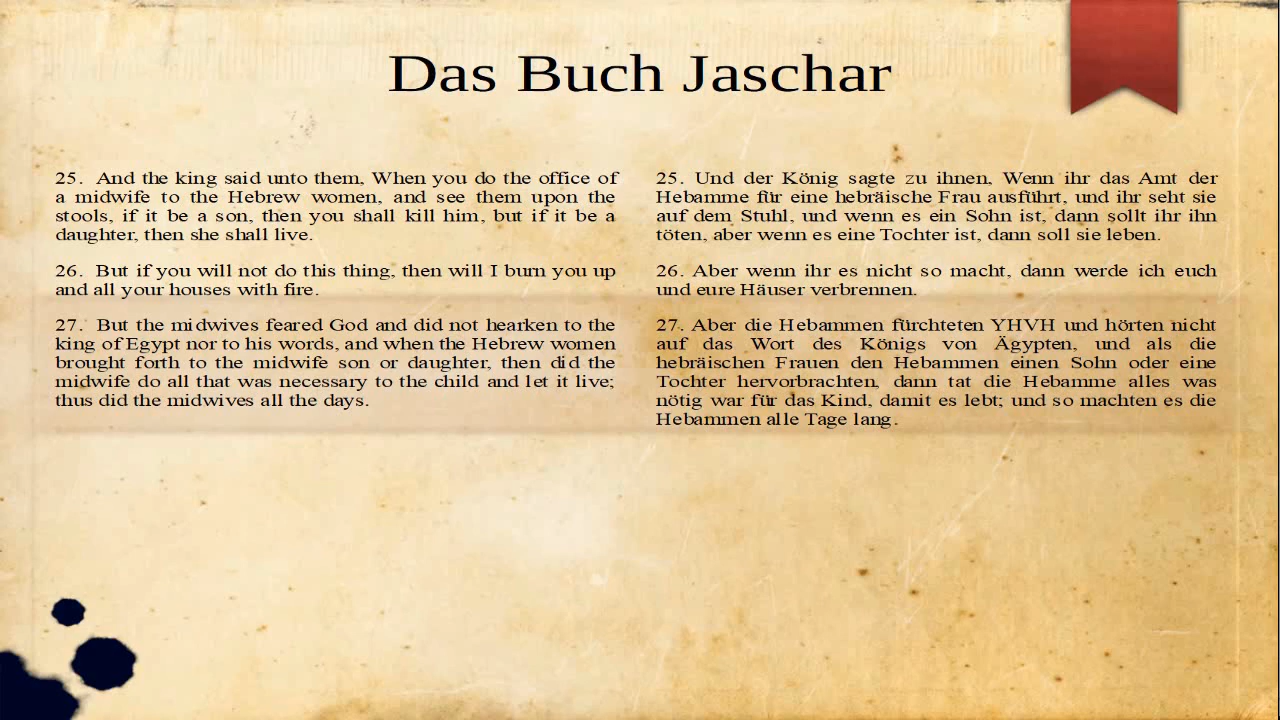 Das Buch Jaschar
25. And the king said unto them, When you do the office of
a midwife to the Hebrew women, and see them upon the
stools, if it be a son, then you shall kill him, but if it be a
daughter, then she shall live.
26. But if you will not do this thing, then will I burn you up
and all your houses with fire.
27. But the midwives feared God and did not hearken to the
king of Egypt nor to his words, and when the Hebrew women
brought forth to the midwife son or daughter, then did the
midwife do all that was necessary to the child and let it live;
thus did the midwives all the days.
25. Und der König sagte zu ihnen, Wenn ihr das Amt der
Hebamme für eine hebräische Frau ausführt, und ihr seht sie
auf dem Stuhl, und wenn es ein Sohn ist, dann sollt ihr ihn
töten, aber wenn es eine Tochter ist, dann soll sie leben.
26. Aber wenn ihr es nicht so macht, dann werde ich euch
und eure Häuser verbrennen.
27. Aber die Hebammen fürchteten YHVH und hörten nicht
auf das Wort des Königs von Ägypten, und als die
hebräischen Frauen den Hebammen einen Sohn oder eine
Tochter hervorbrachten, dann tat die Hebamme alles was
nötig war für das Kind, damit es lebt; und so machten es die
Hebammen alle Tage lang.